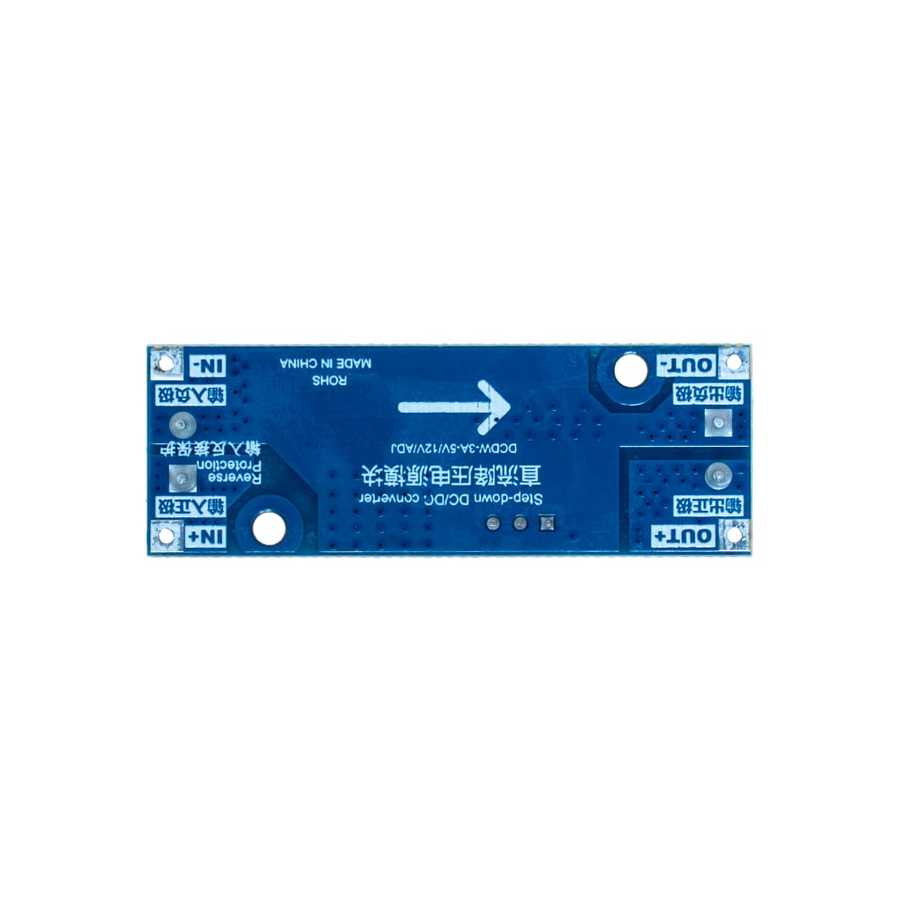 IN-
输入负极
输入反接保护
Reverse
Protection
输入正极
IN+
MADE IN CHINA
ROHS
DCDW-3A-5V/12V/ADJ
直流降压电源模块
Step-down DC/DC converter
OUT-
输出负极
输出正极
OUT+